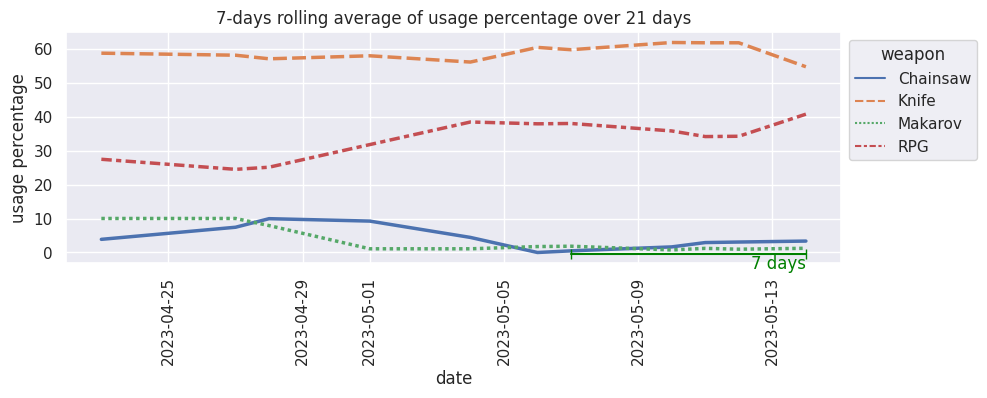 7-days rolling average of usage percentage over 21 days
usage percentage
60
50
40
30
20
10
0
7 days
2023-04-25
2023-04-29
2023-05-01
2023-05-05
2023-05-09
2023-05-13
date
weapon
Chainsaw
Knife
Makarov
RPG